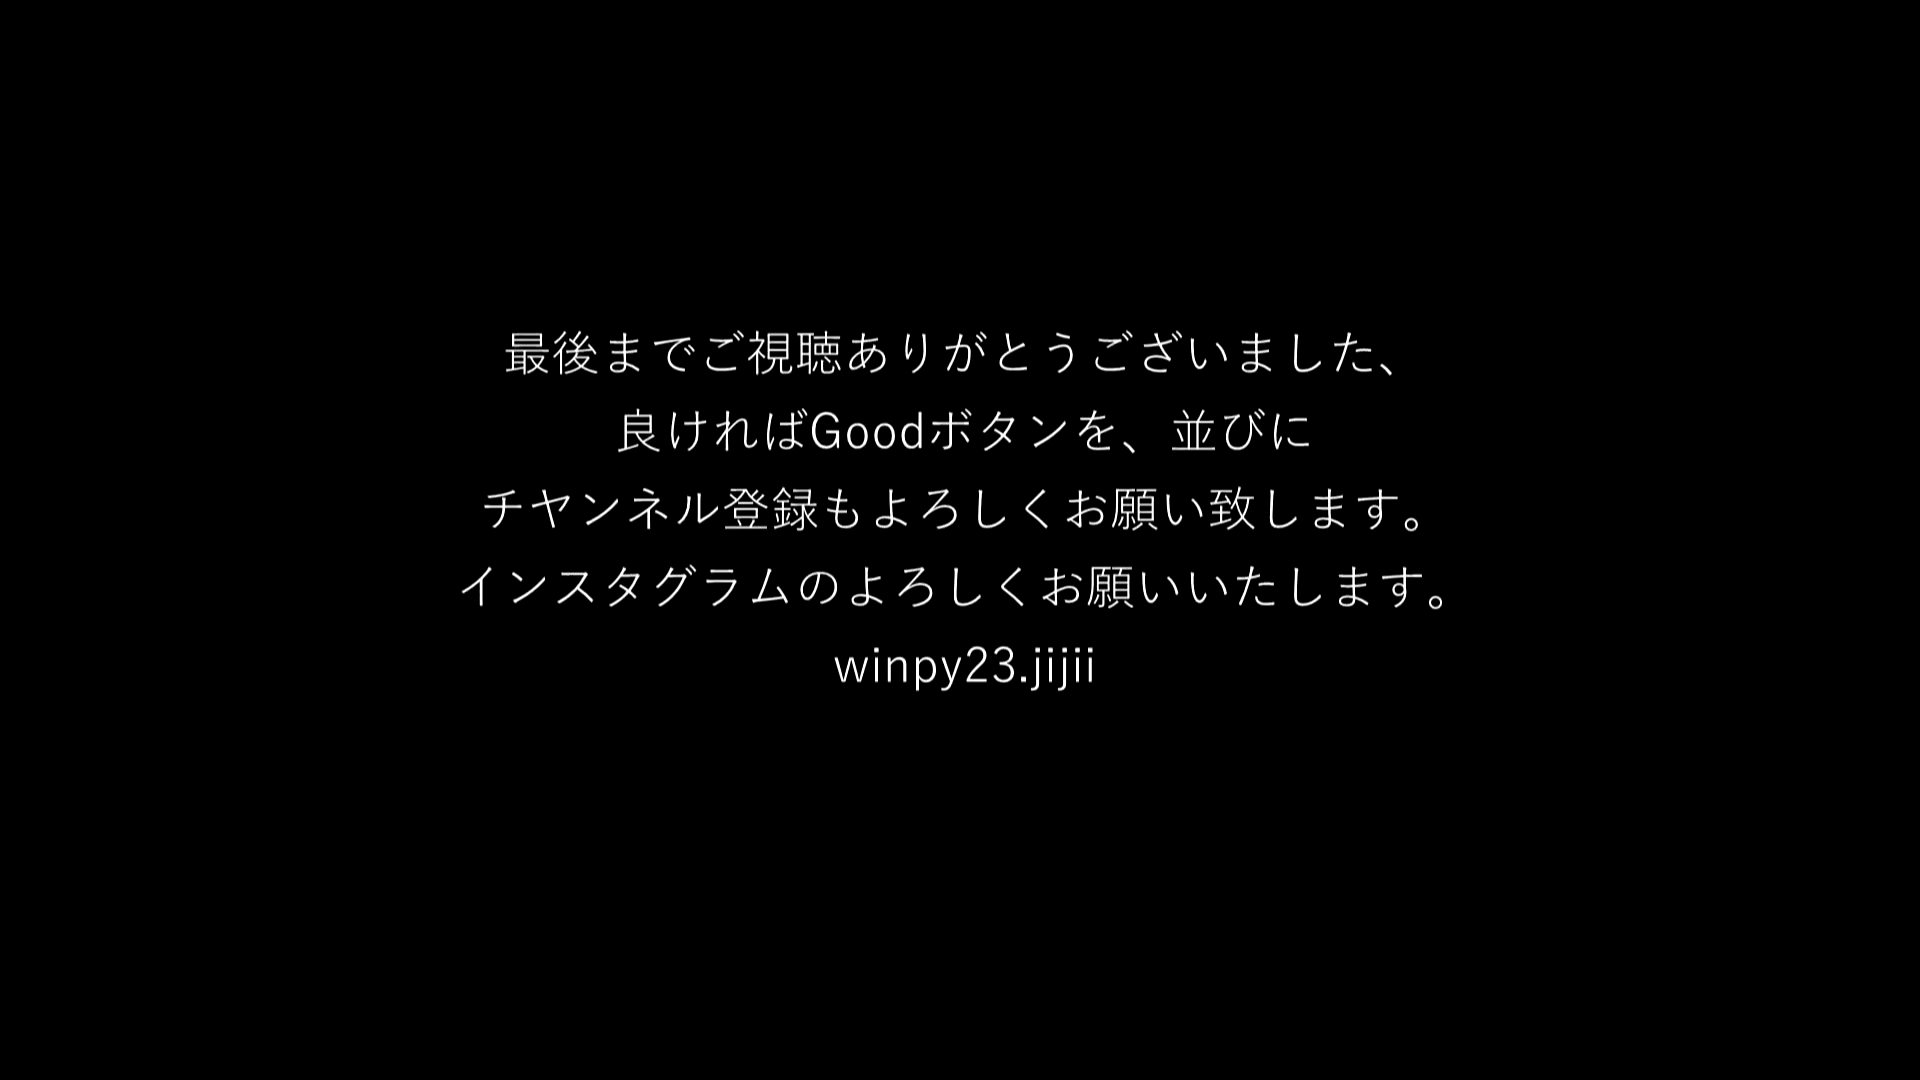 最後までご視聴ありがとうございました、
良ければGoodボタンを、並びに
チヤンネル登録もよろしくお願い致します。
インスタグラムのよろしくお願いいたします。
winpy23.jijii